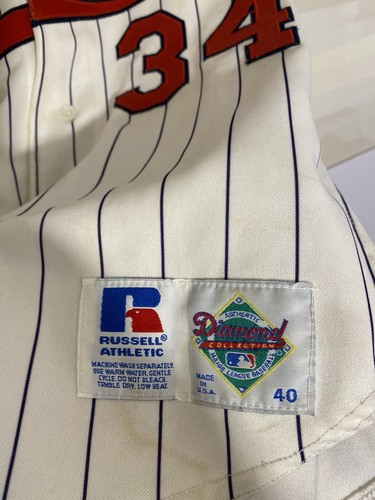 34
RUSSELL
ATHLETIC
MACHINE WASH SEPARATELY.
USE WARM WATER, GENTLE
CYCLE. DO NOT BLEACH.
TUMBLE DRY. LOW HEAT.
AUTHENTIC
Diamond
COLLECTION
MAJOR LEAGUE BASEBALL
MADE
IN
U.S.A.
40